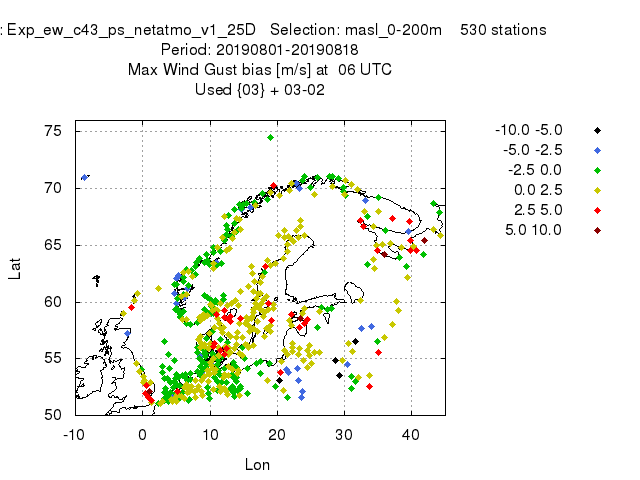 : Exp_ew_c43_ps_netatmo_v1_25D Selection: masl_0-200m 530 stations
Period: 20190801-20190818
Max Wind Gust bias [m/s] at 06 UTC
Used {03} + 03-02
-10.0 -5.0
-5.0 -2.5
-2.5 0.0
0.0 2.5
2.5 5.0
5.0 10.0
75
70
65
60
55
50
Lat
-10 0 10 20 30 40
Lon